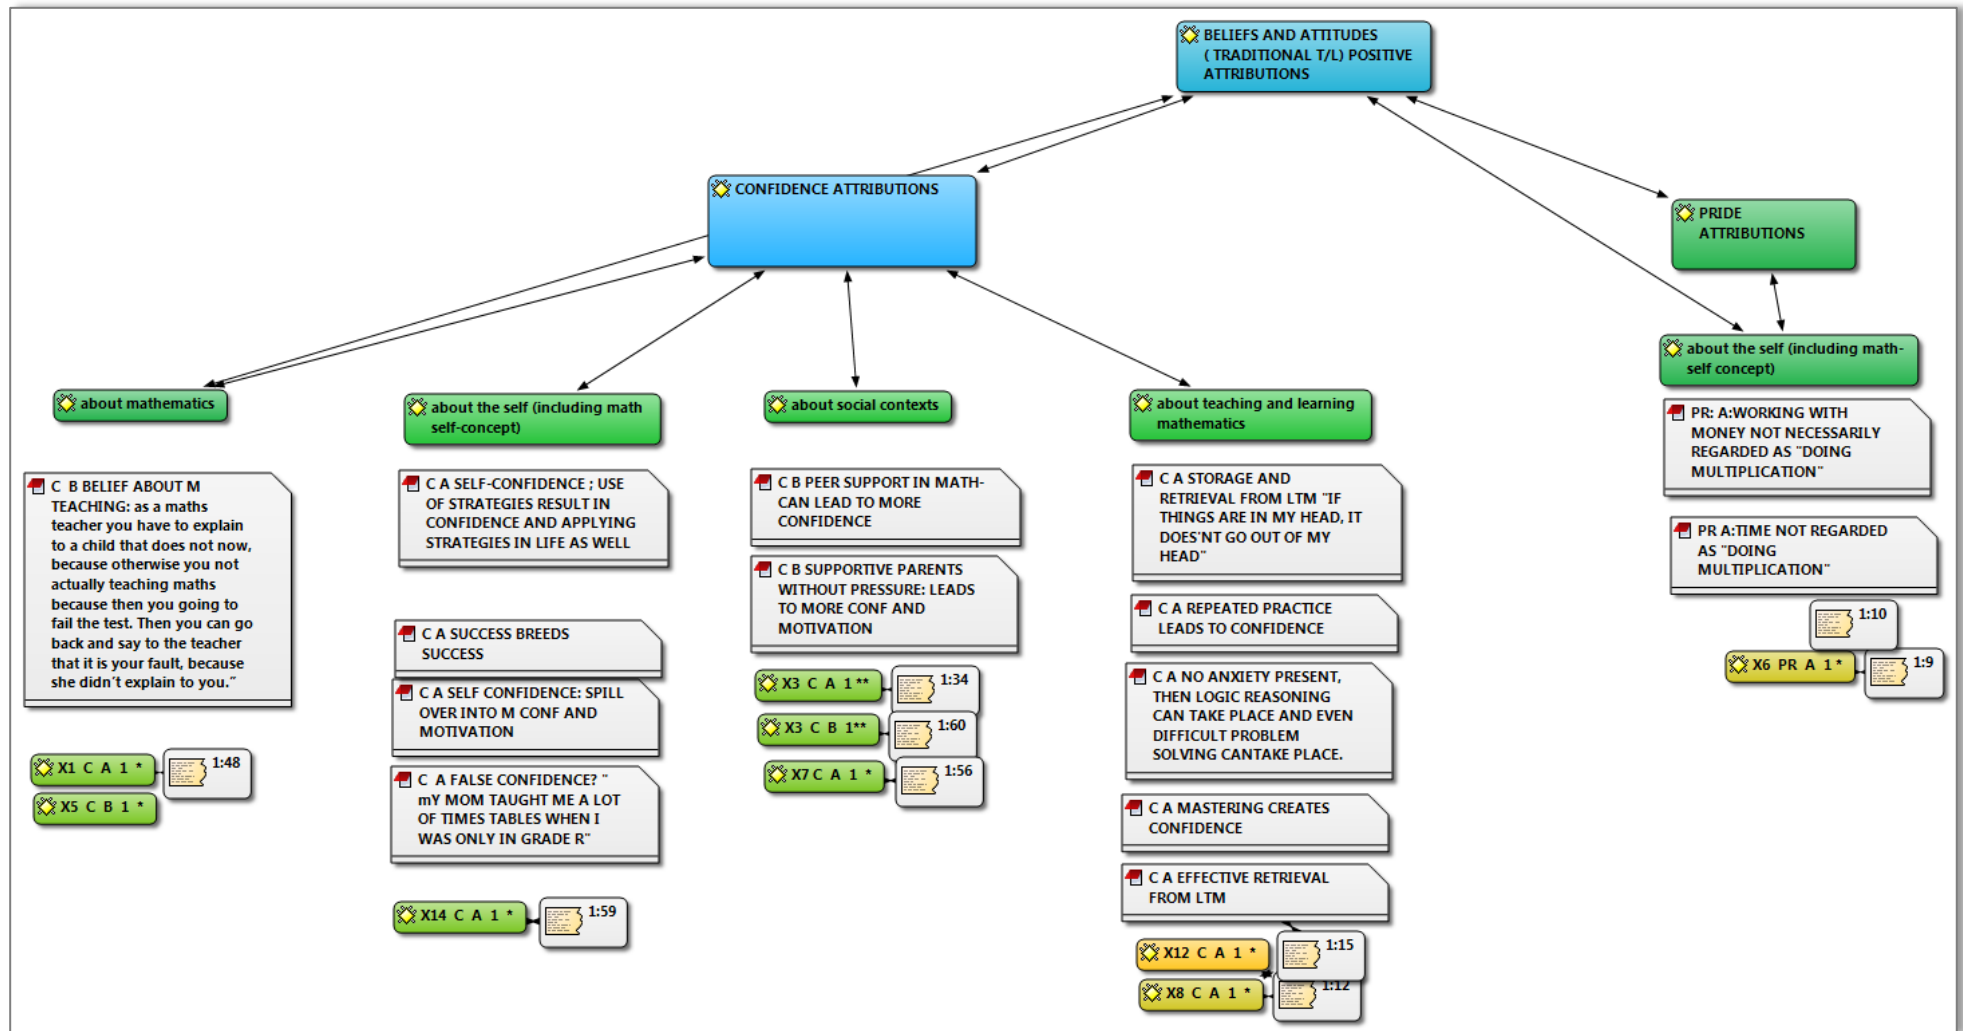 BELIEFS AND ATTITUDES
( TRADITIONAL T/L) POSITIVE
ATTRIBUTIONS
CONFIDENCE ATTRIBUTIONS
PRIDE
ATTRIBUTIONS
about mathematics
about the self (including math
self-concept)
about social contexts
about teaching and learning
mathematics
about the self (including math-
self concept)
C B BELIEF ABOUT M
TEACHING: as a maths
teacher you have to explain
to a child that does not now,
because otherwise you not
actually teaching maths
because then you going to
fail the test. Then you can go
back and say to the teacher
that it is your fault, because
she didn´t explain to you."
X1 C A 1 *
1:48
X5 C B 1 *
C A SELF-CONFIDENCE ; USE
OF STRATEGIES RESULT IN
CONFIDENCE AND APPLYING
STRATEGIES IN LIFE AS WELL
C A SUCCESS BREEDS
SUCCESS
C A SELF CONFIDENCE: SPILL
OVER INTO M CONF AND
MOTIVATION
C A FALSE CONFIDENCE? "
mY MOM TAUGHT ME A LOT
OF TIMES TABLES WHEN I
WAS ONLY IN GRADE R"
X14 C A 1 *
1:59
C B PEER SUPPORT IN MATH-
CAN LEAD TO MORE
CONFIDENCE
C B SUPPORTIVE PARENTS
WITHOUT PRESSURE: LEADS
TO MORE CONF AND
MOTIVATION
X3 C A 1 **
1:34
X3 C B 1**
1:60
X7 C A 1 *
1:56
C A STORAGE AND
RETRIEVAL FROM LTM "IF
THINGS ARE IN MY HEAD, IT
DOES'NT GO OUT OF MY
HEAD"
C A REPEATED PRACTICE
LEADS TO CONFIDENCE
C A NO ANXIETY PRESENT,
THEN LOGIC REASONING
CAN TAKE PLACE AND EVEN
DIFFICULT PROBLEM
SOLVING CANTAKE PLACE.
C A MASTERING CREATES
CONFIDENCE
C A EFFECTIVE RETRIEVAL
FROM LTM
X12 C A 1 *
1:15
X8 C A 1 *
1:12
PR: A:WORKING WITH
MONEY NOT NECESSARILY
REGARDED AS "DOING
MULTIPLICATION"
PR A:TIME NOT REGARDED
AS "DOING
MULTIPLICATION"
1:10
X6 PR A 1 *
1:9